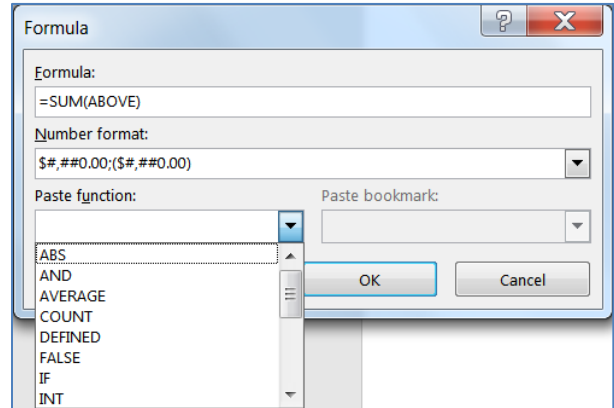 Formula
Formula:
=SUM(ABOVE)
Number format:
$#,##0.00;($#,##0.00)
Paste function:
Paste bookmark:
ABS
AND
AVERAGE
COUNT
DEFINED
FALSE
IF
INT
OK
Cancel